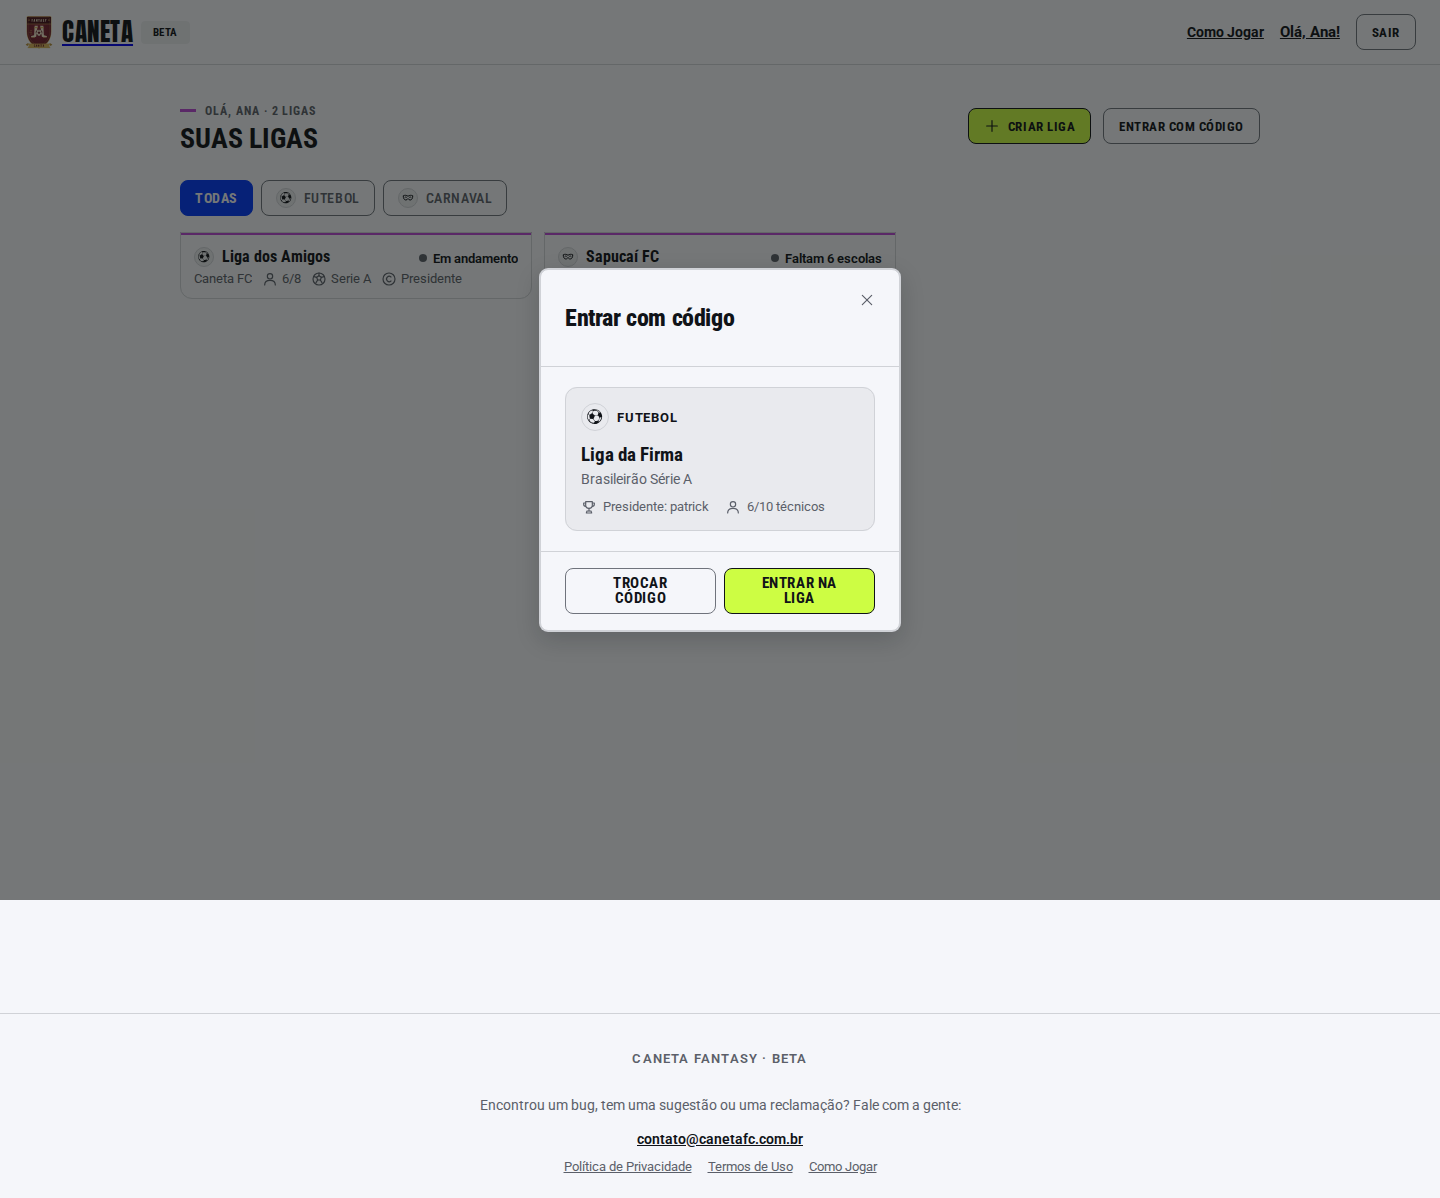 CANETA BETA
Como Jogar Olá, Ana! SAIR
OLÁ, ANA · 2 LIGAS
SUAS LIGAS
CRIAR LIGA ENTRAR COM CÓDIGO
TODAS FUTEBOL CARNAVAL
Liga dos Amigos Em andamento
Caneta FC 6/8 Serie A Presidente
Sapucaí FC Faltam 6 escolas
Entrar com código
FUTEBOL
Liga da Firma
Brasileirão Série A
Presidente: patrick 6/10 técnicos
TROCAR
CÓDIGO
ENTRAR NA
LIGA
CANETA FANTASY · BETA
Encontrou um bug, tem uma sugestão ou uma reclamação? Fale com a gente:
contato@canetafc.com.br
Política de Privacidade Termos de Uso Como Jogar